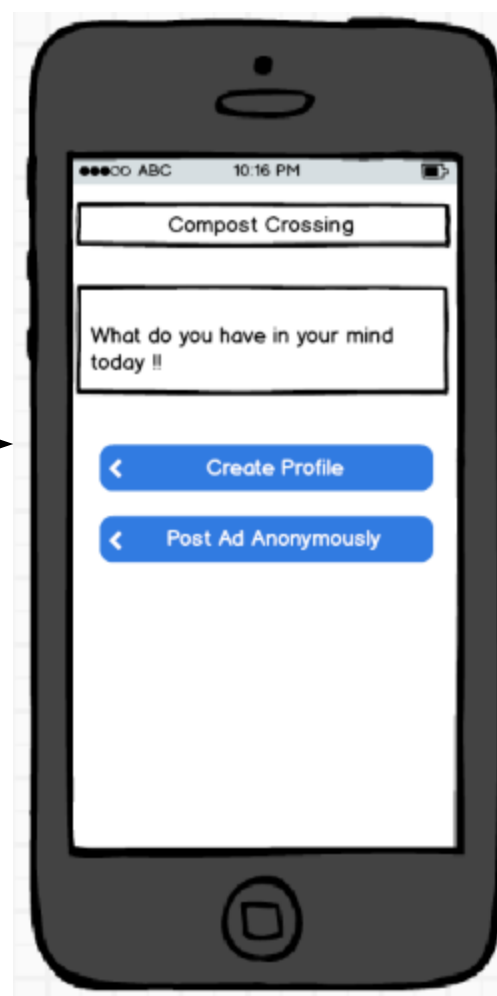 ABC 10:16 PM
Compost Crossing
What do you have in your mind
today !!
Create Profile
Post Ad Anonymously